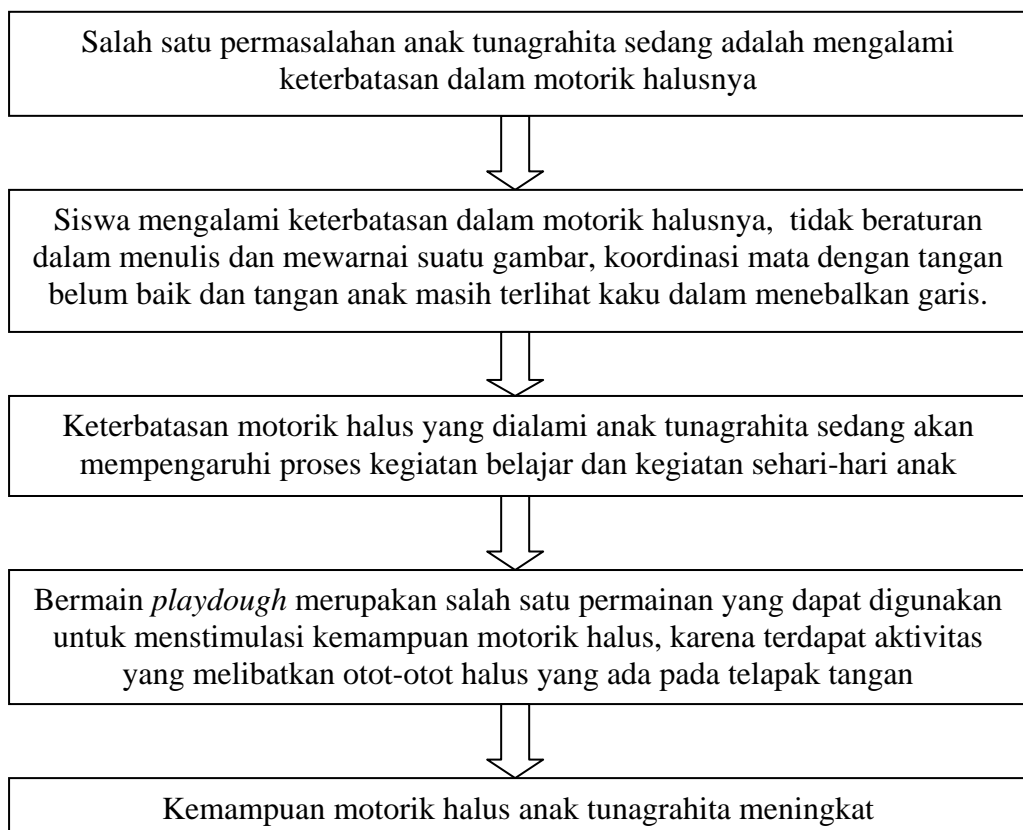 Salah satu permasalahan anak tunagrahita sedang adalah mengalami
keterbatasan dalam motorik halusnya
Siswa mengalami keterbatasan dalam motorik halusnya, tidak beraturan
dalam menulis dan mewarnai suatu gambar, koordinasi mata dengan tangan
belum baik dan tangan anak masih terlihat kaku dalam menebalkan garis.
Keterbatasan motorik halus yang dialami anak tunagrahita sedang akan
mempengaruhi proses kegiatan belajar dan kegiatan sehari-hari anak
Bermain playdough merupakan salah satu permainan yang dapat digunakan
untuk menstimulasi kemampuan motorik halus, karena terdapat aktivitas
yang melibatkan otot-otot halus yang ada pada telapak tangan
Kemampuan motorik halus anak tunagrahita meningkat